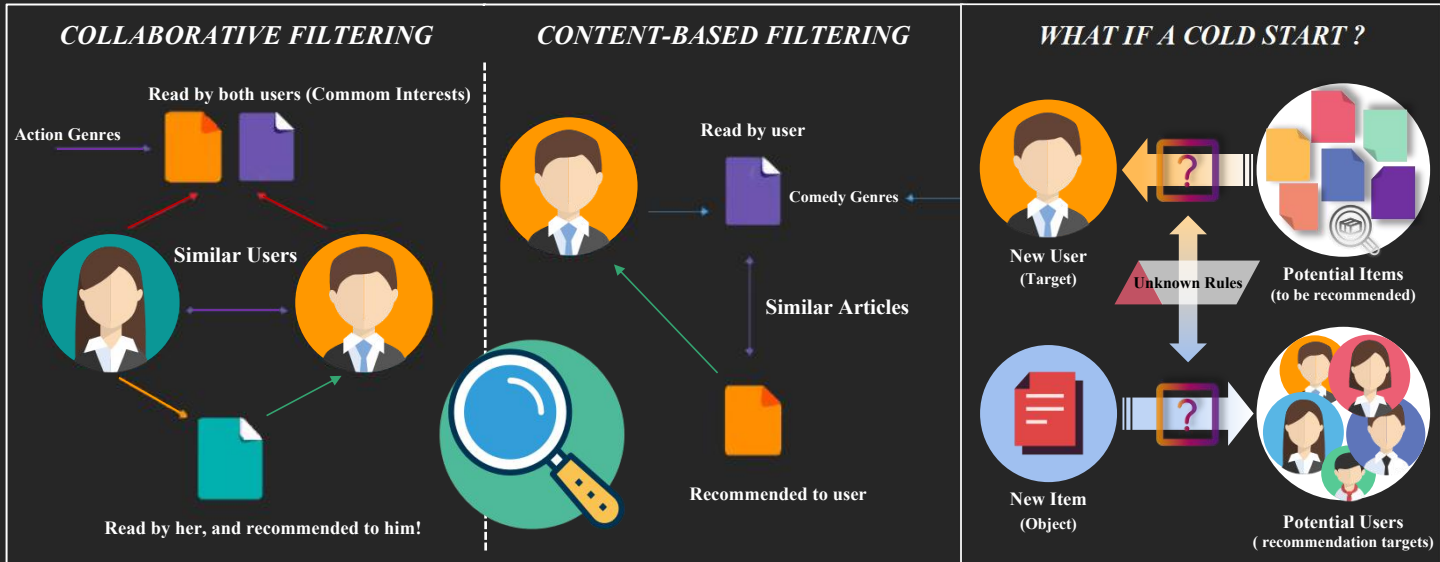 COLLABORATIVE FILTERING
Read by both users (Commom Interests)
Action Genres
Similar Users
Read by her, and recommended to him!
CONTENT-BASED FILTERING
Read by user
Comedy Genres
Similar Articles
Recommended to user
WHAT IF A COLD START ?
?
New User
(Target)
Potential Items
(to be recommended)
Unknown Rules
?
New Item
(Object)
Potential Users
( recommendation targets)